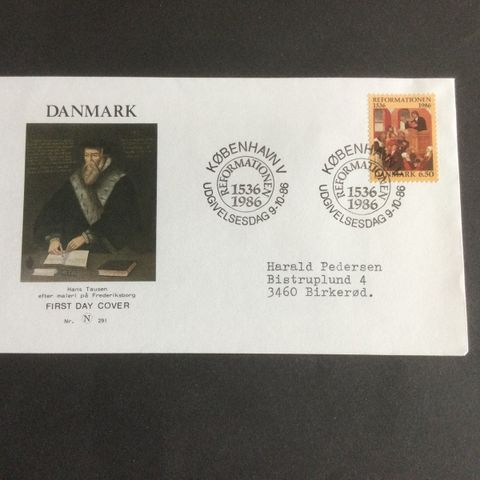 DANMARK
Hans Tausen
efter maleri på Frederiksborg
FIRST DAY COVER
Nr. N 291
KØBENHAVN V
REFORMATIONEN
1536
1986
UDGIVELSESDAG 9-10-86
KØBENHAVN V
REFORMATIONEN
1536
1986
UDGIVELSESDAG 9-10-86
REFORMATIONEN
1536 1986
DANMARK 6.50
Harald Pedersen
Bistruplund 4
3460 Birkerød.